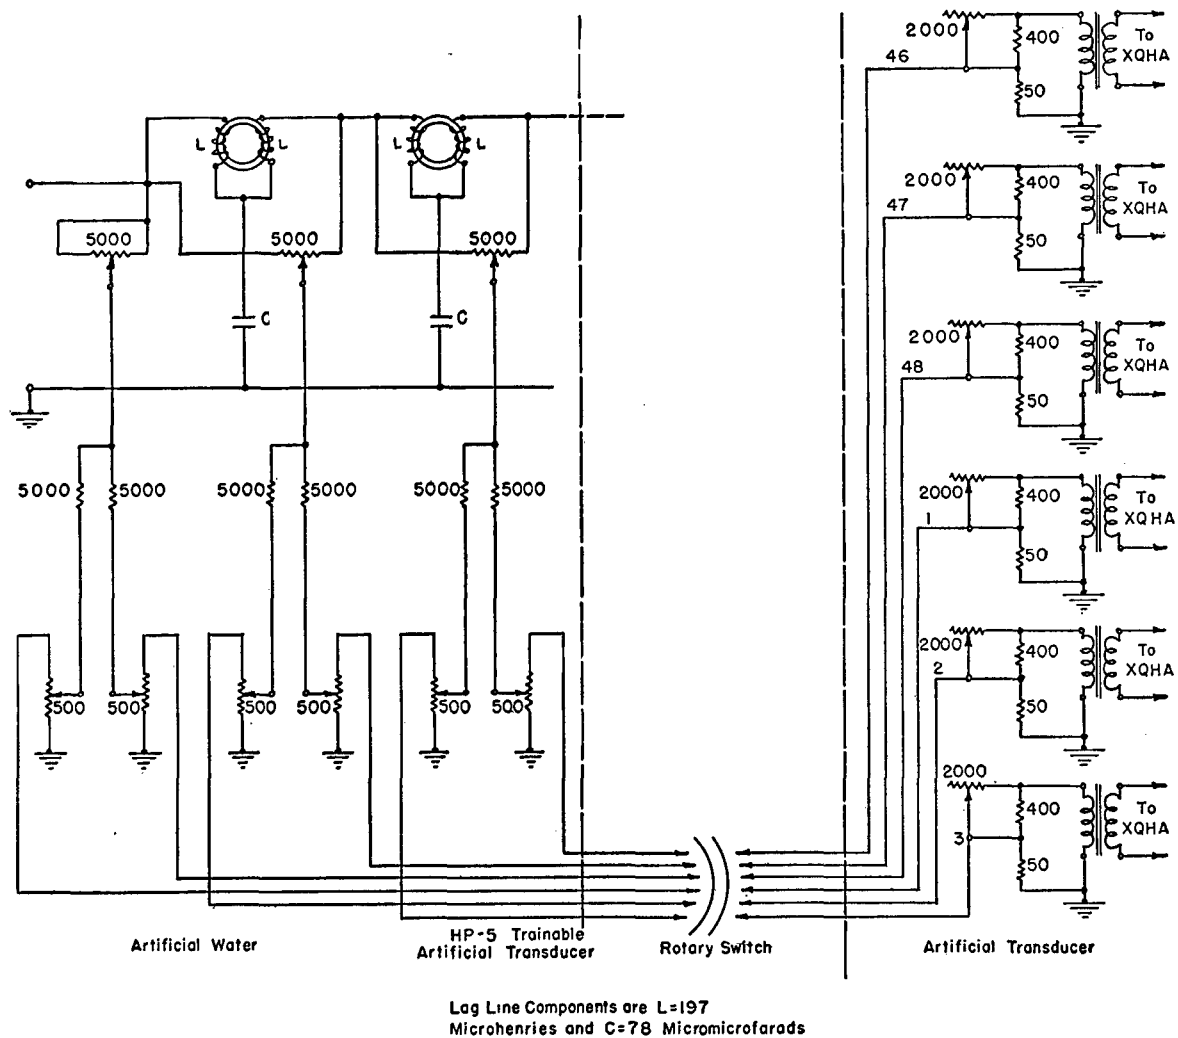 2000
400
To
XQHA
46
50
L
L
L
L
2000
400
To
XQHA
47
50
5000
5000
5000
C
C
2000
400
To
XQHA
48
50
5000
5000
5000
5000
5000
5000
2000
400
To
XQHA
1
50
2000
400
To
XQHA
2
50
500
500
500
500
500
500
2000
400
To
XQHA
3
50
Artificial Water
HP-5 Trainable
Artificial Transducer
Rotary Switch
Artificial Transducer
Lag Line Components are L=197
Microhenries and C=78 Micromicrofarads